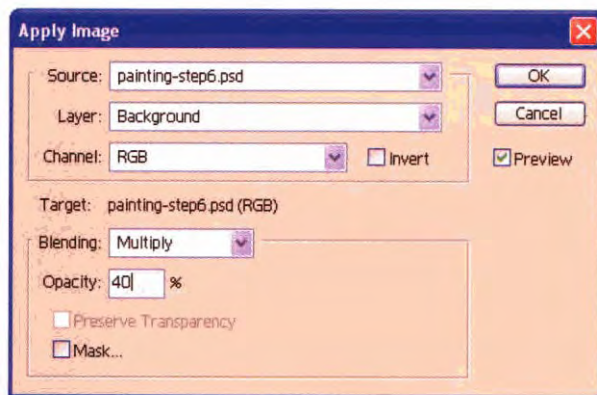 Apply Image
Source: painting-step6.psd
OK
Layer: Background
Cancel
Channel: RGB Invert
Preview
Target: painting-step6.psd (RGB)
Blending: Multiply
Opacity: 40 %
Preserve Transparency
Mask...